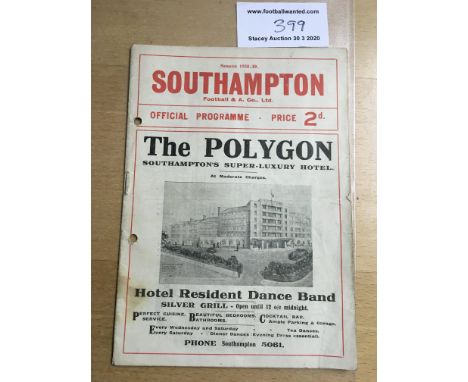 www.footballwanted.com
399
Stacey Auction 30 3 2020
Season 1938-39.
SOUTHAMPTON
Football & A. Co., Ltd.
OFFICIAL PROGRAMME · PRICE 2d.
The POLYGON
SOUTHAMPTON'S SUPER-LUXURY HOTEL.
At Moderate Charges.
Hotel Resident Dance Band
SILVER GRILL - Open until 12 o/c midnight.
PERFECT CUISINE. BEAUTIFUL BEDROOMS. COCKTAIL BAR.
SERVICE. BATHROOMS. Ample Parking & Garage.
Every Wednesday and Saturday - Tea Dances.
Every Saturday - Dinner Dances Evening Dress essential.
PHONE Southampton 5061.